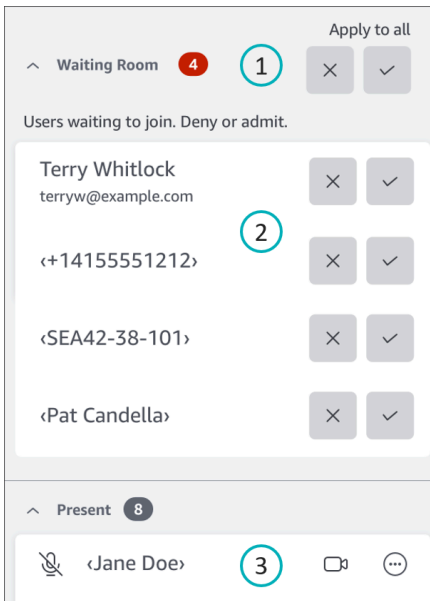 Apply to all
Waiting Room 4 1
Users waiting to join. Deny or admit.
Terry Whitlock
terryw@example.com
2
‹+14155551212›
‹SEA42-38-101›
‹Pat Candella›
Present 8
‹Jane Doe› 3